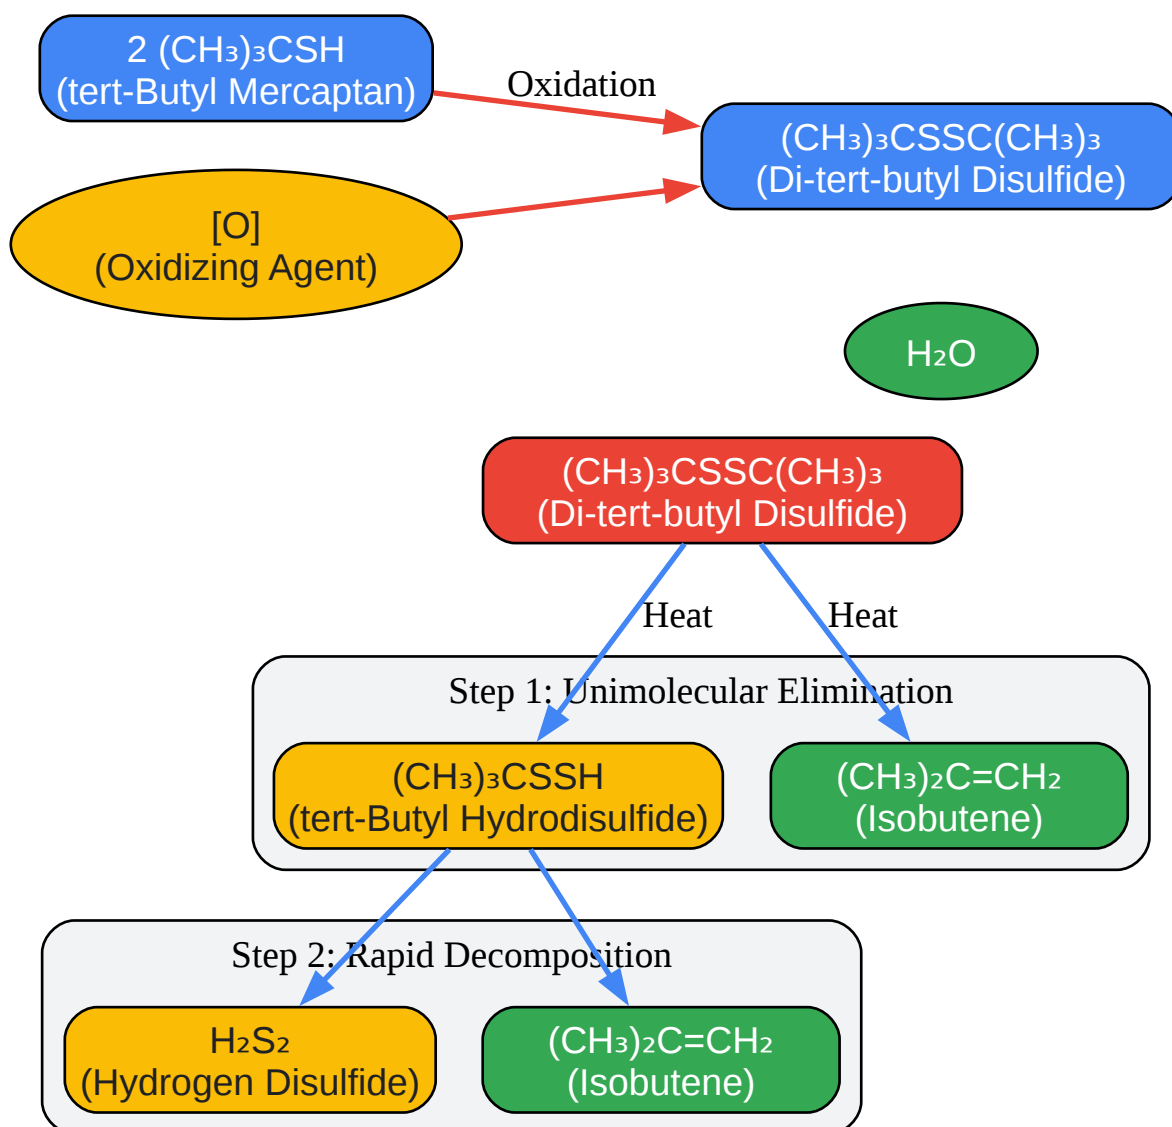 2 (CH₃)₃CSH
(tert-Butyl Mercaptan)
Oxidation
(CH₃)₃CSSC(CH₃)₃
(Di-tert-butyl Disulfide)
[O]
(Oxidizing Agent)
H₂O
(CH₃)₃CSSC(CH₃)₃
(Di-tert-butyl Disulfide)
Heat
Heat
Step 1: Unimolecular Elimination
(CH₃)₃CSSH
(tert-Butyl Hydrodisulfide)
(CH₃)₂C=CH₂
(Isobutene)
Step 2: Rapid Decomposition
H₂S₂
(Hydrogen Disulfide)
(CH₃)₂C=CH₂
(Isobutene)